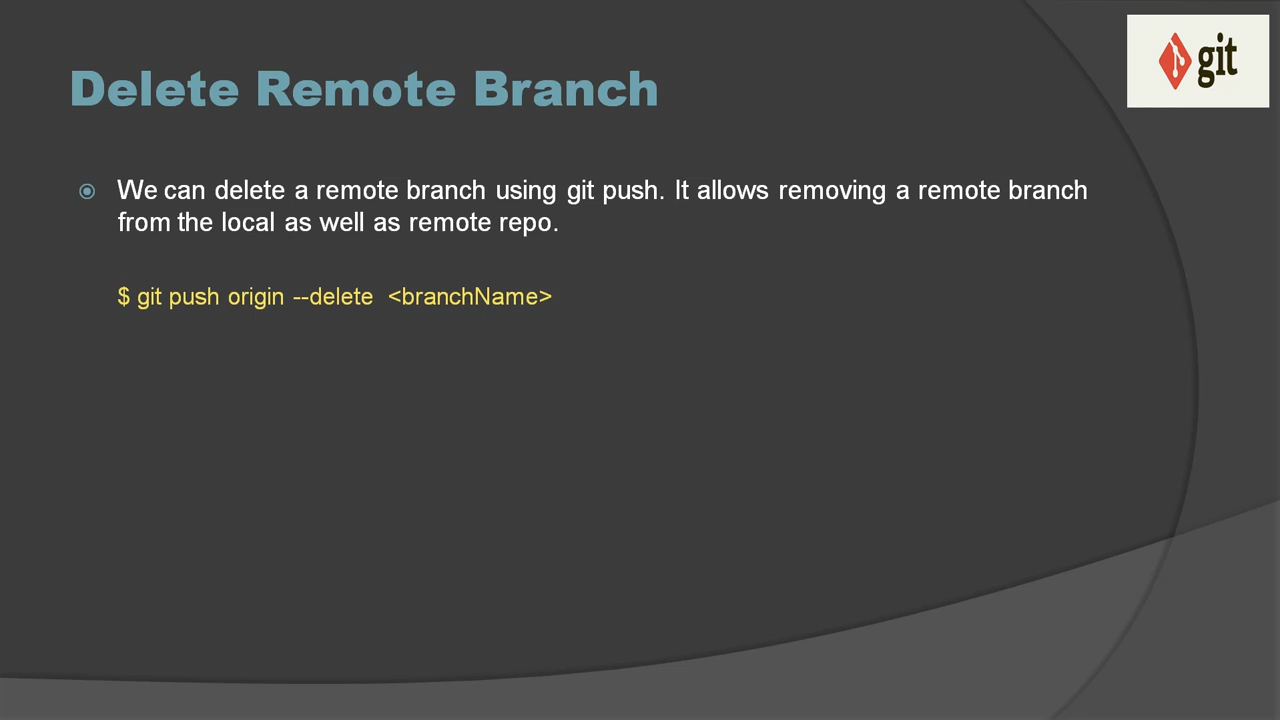 git
Delete Remote Branch
We can delete a remote branch using git push. It allows removing a remote branch
from the local as well as remote repo.
$ git push origin --delete <branchName>